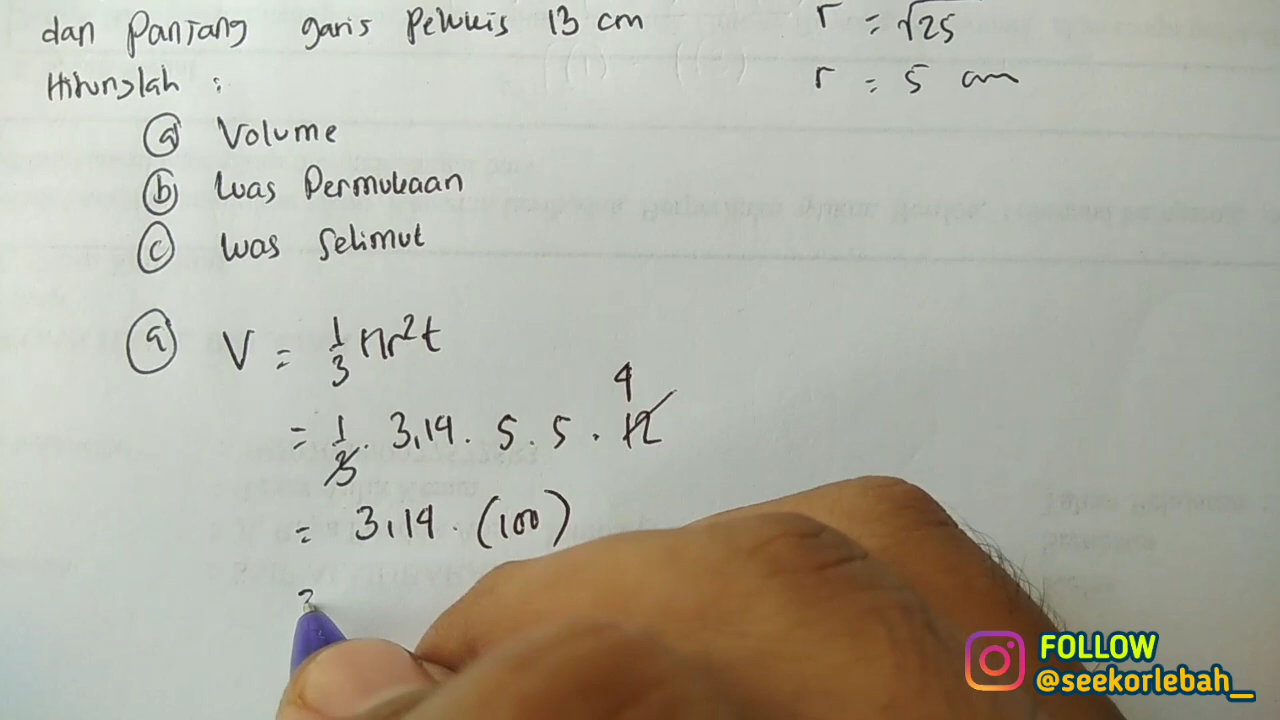 dan Panjang garis Pelukis 13 cm
Hitunglah :
(a) Volume
(b) Luas Permukaan
(c) Luas Selimut
r = √25
r = 5 cm
(a) V = 1/3 πr²t
= 1/3 . 3,14 . 5 . 5 . 12 4
= 3,14 . (100)
FOLLOW
@seekorlebah_